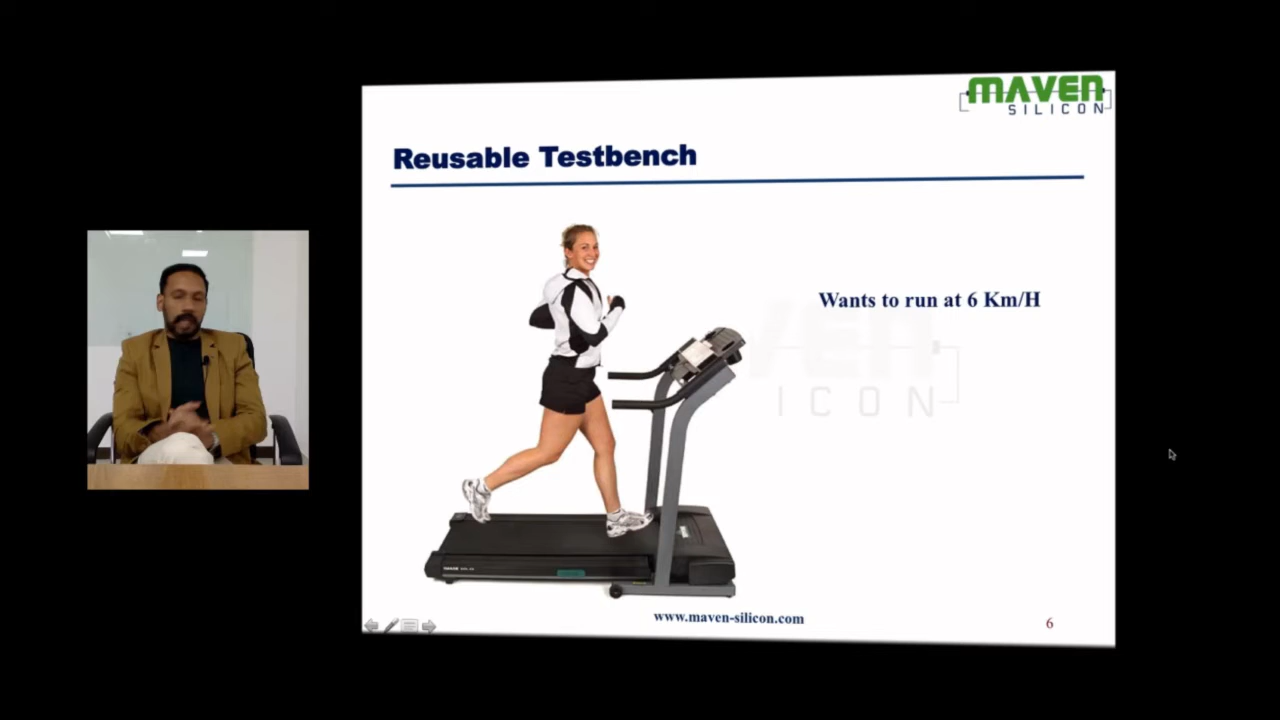 MAVEN
SILICON
Reusable Testbench
Wants to run at 6 Km/H
www.maven-silicon.com
6